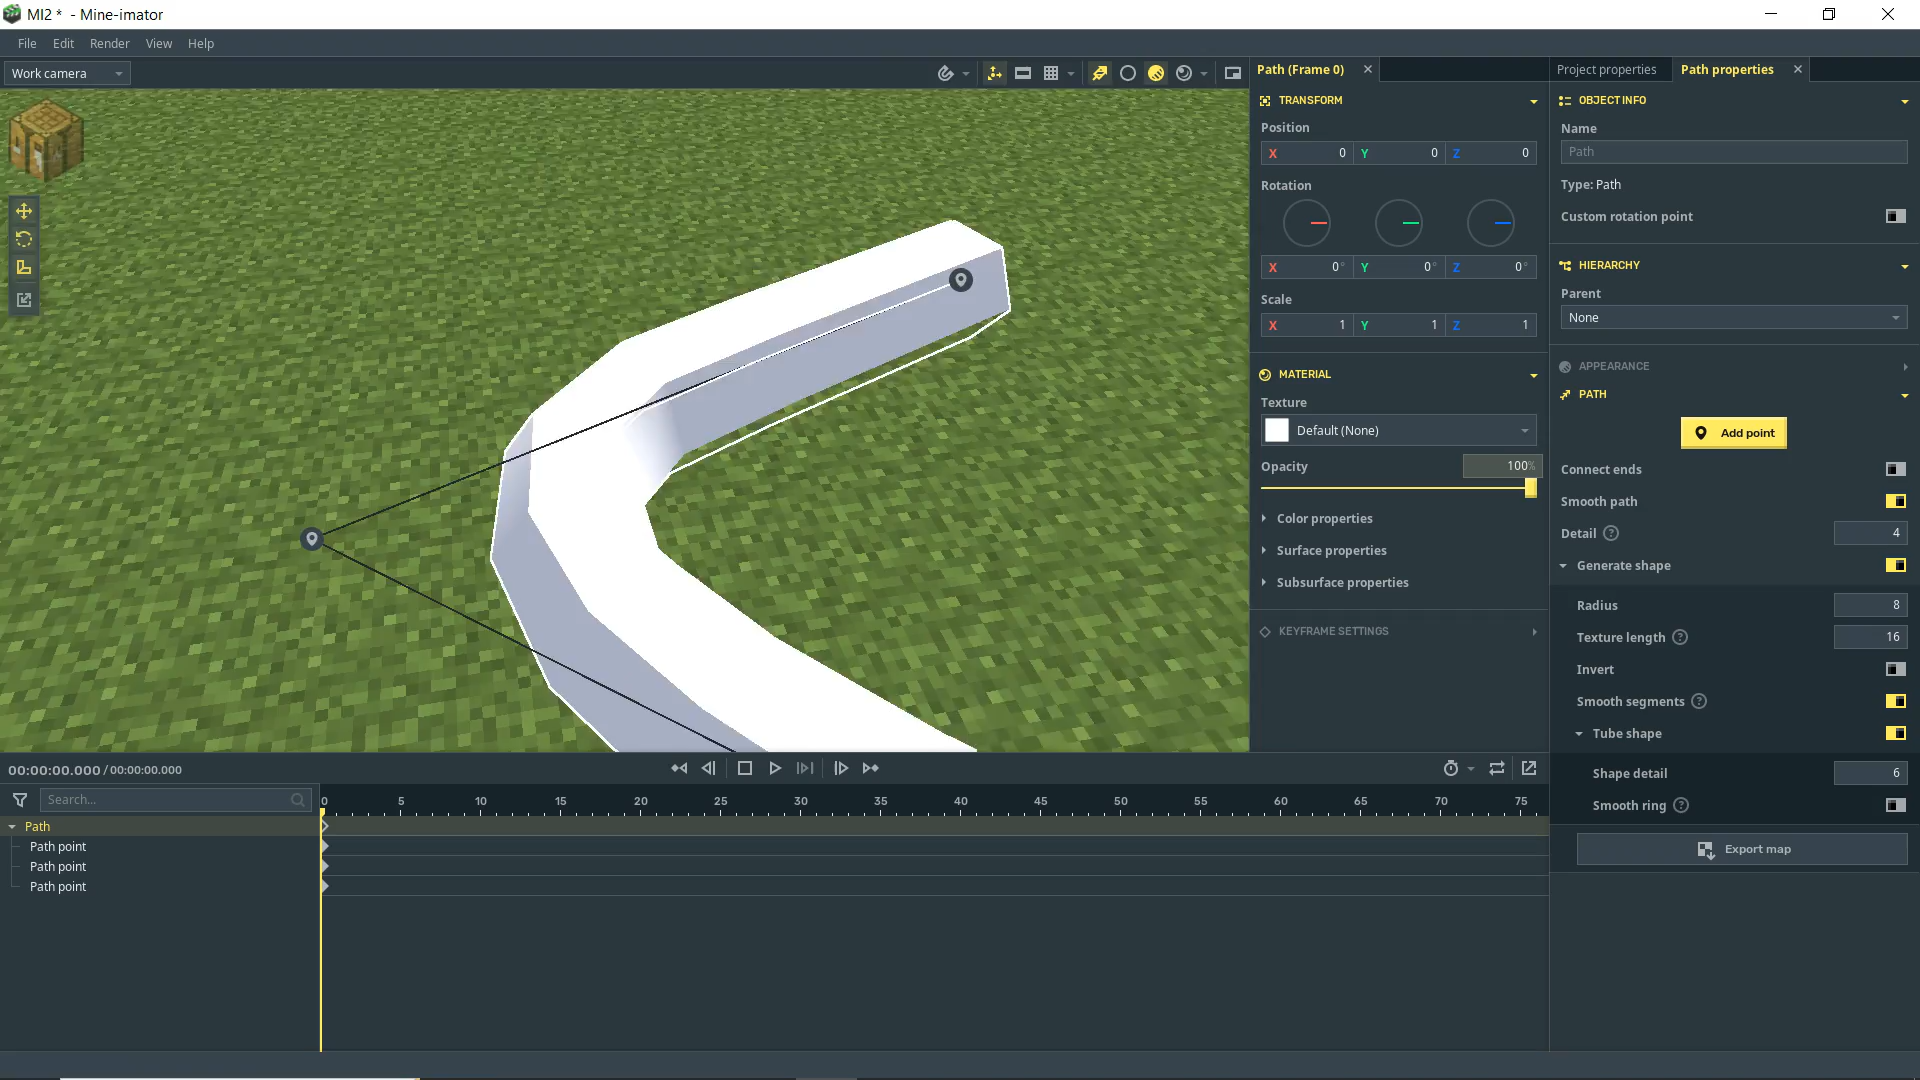 MI2 * - Mine-imator
File Edit Render View Help
Work camera
Path (Frame 0)
TRANSFORM
Position
X 0 Y 0 Z 0
Rotation
X 0° Y 0° Z 0°
Scale
X 1 Y 1 Z 1
MATERIAL
Texture
Default (None)
Opacity 100%
Color properties
Surface properties
Subsurface properties
KEYFRAME SETTINGS
Project properties Path properties
OBJECT INFO
Name
Path
Type: Path
Custom rotation point
HIERARCHY
Parent
None
APPEARANCE
PATH
Add point
Connect ends
Smooth path
Detail ? 4
Generate shape
Radius 8
Texture length ? 16
Invert
Smooth segments ?
Tube shape
Shape detail 6
Smooth ring ?
Export map
00:00:00.000 / 00:00:00.000
Search...
0 5 10 15 20 25 30 35 40 45 50 55 60 65 70 75
Path
Path point
Path point
Path point